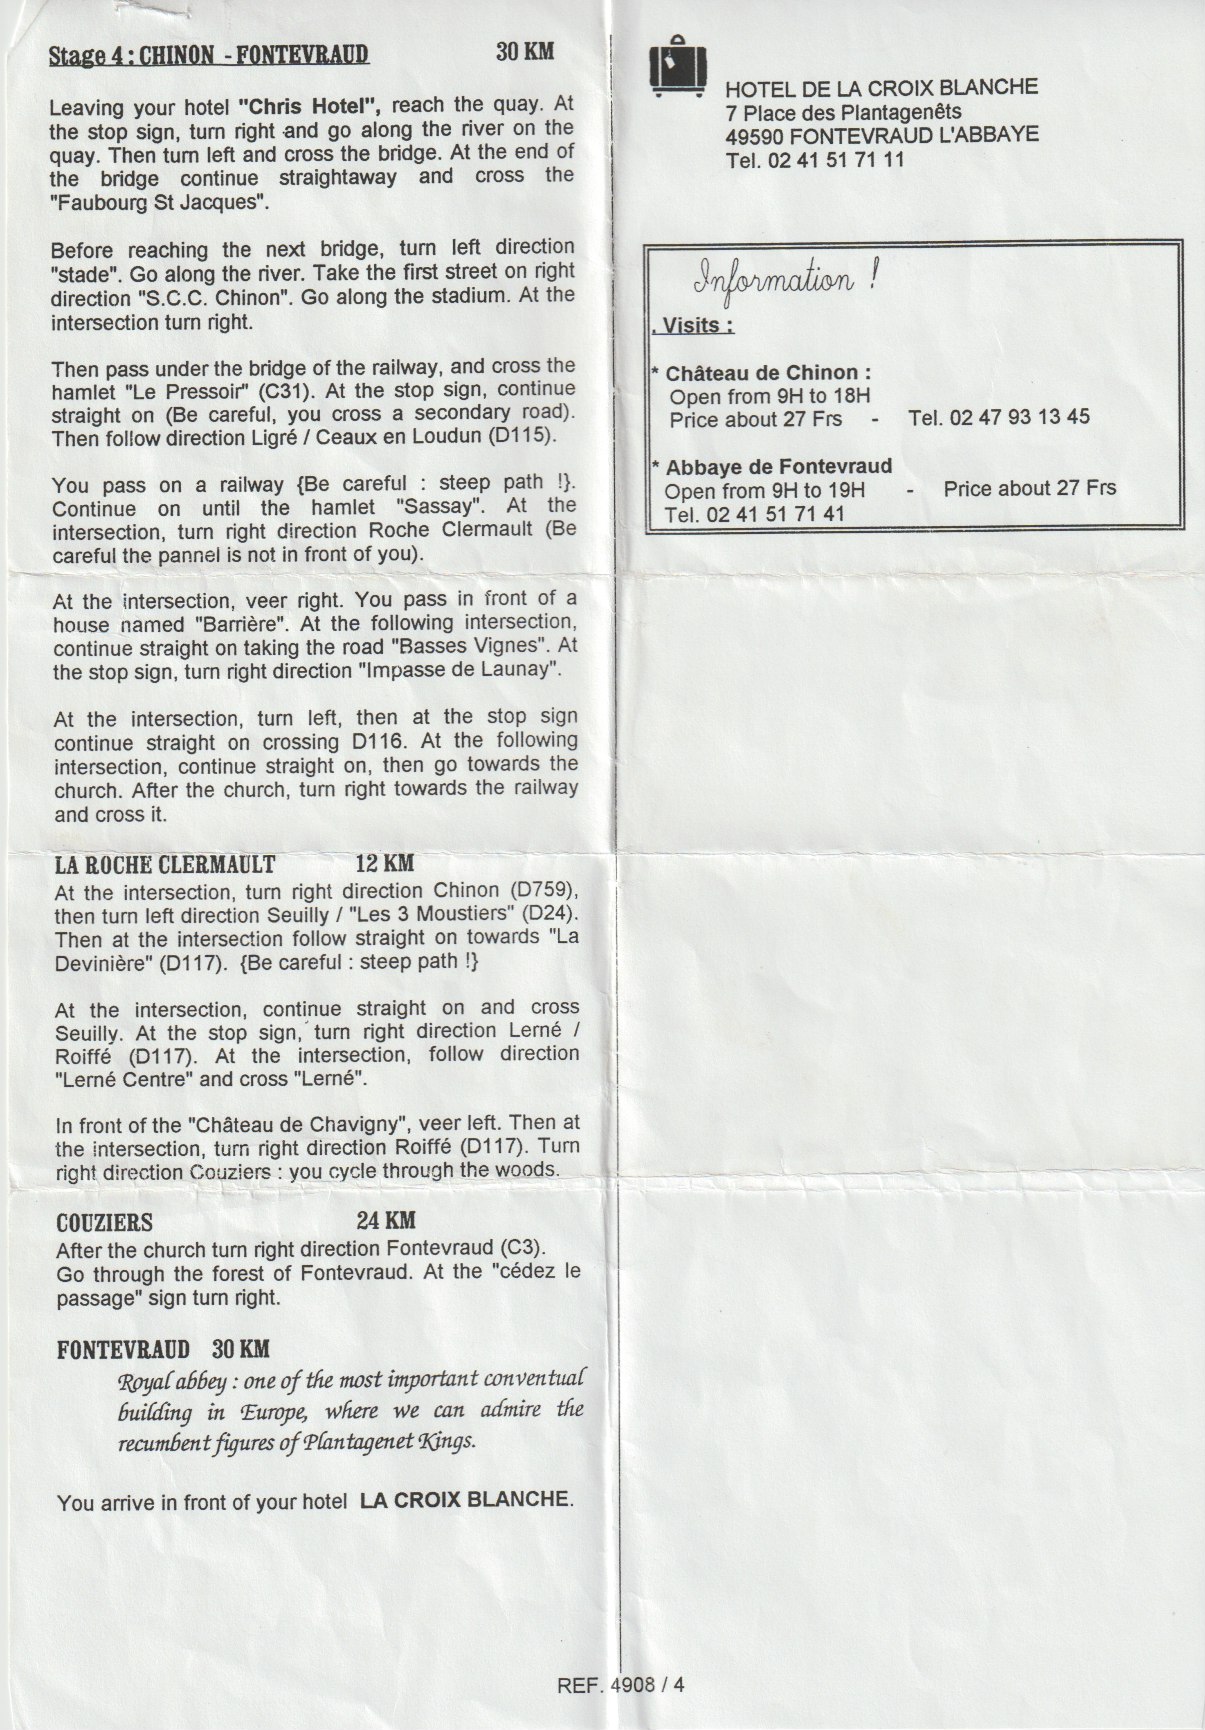 Stage 4 : CHINON - FONTEVRAUD 30 KM
Leaving your hotel "Chris Hotel", reach the quay. At
the stop sign, turn right and go along the river on the
quay. Then turn left and cross the bridge. At the end of
the bridge continue straightaway and cross the
"Faubourg St Jacques".
Before reaching the next bridge, turn left direction
"stade". Go along the river. Take the first street on right
direction "S.C.C. Chinon". Go along the stadium. At the
intersection turn right.
Then pass under the bridge of the railway, and cross the
hamlet "Le Pressoir" (C31). At the stop sign, continue
straight on (Be careful, you cross a secondary road).
Then follow direction Ligré / Ceaux en Loudun (D115).
You pass on a railway {Be careful : steep path !}.
Continue on until the hamlet "Sassay". At the
intersection, turn right direction Roche Clermault (Be
careful the pannel is not in front of you).
At the intersection, veer right. You pass in front of a
house named "Barrière". At the following intersection,
continue straight on taking the road "Basses Vignes". At
the stop sign, turn right direction "Impasse de Launay".
At the intersection, turn left, then at the stop sign
continue straight on crossing D116. At the following
intersection, continue straight on, then go towards the
church. After the church, turn right towards the railway
and cross it.
LA ROCHE CLERMAULT 12 KM
At the intersection, turn right direction Chinon (D759),
then turn left direction Seuilly / "Les 3 Moustiers" (D24).
Then at the intersection follow straight on towards "La
Devinière" (D117). {Be careful : steep path !}
At the intersection, continue straight on and cross
Seuilly. At the stop sign, turn right direction Lerné /
Roiffé (D117). At the intersection, follow direction
"Lerné Centre" and cross "Lerné".
In front of the "Château de Chavigny", veer left. Then at
the intersection, turn right direction Roiffé (D117). Turn
right direction Couziers : you cycle through the woods.
COUZIERS 24 KM
After the church turn right direction Fontevraud (C3).
Go through the forest of Fontevraud. At the "cédez le
passage" sign turn right.
FONTEVRAUD 30 KM
Royal abbey : one of the most important conventual
building in Europe, where we can admire the
recumbent figures of Plantagenet Kings.
You arrive in front of your hotel LA CROIX BLANCHE.
HOTEL DE LA CROIX BLANCHE
7 Place des Plantagenêts
49590 FONTEVRAUD L'ABBAYE
Tel. 02 41 51 71 11
Information !
. Visits :
* Château de Chinon :
Open from 9H to 18H
Price about 27 Frs - Tel. 02 47 93 13 45
* Abbaye de Fontevraud
Open from 9H to 19H - Price about 27 Frs
Tel. 02 41 51 71 41
REF. 4908 / 4